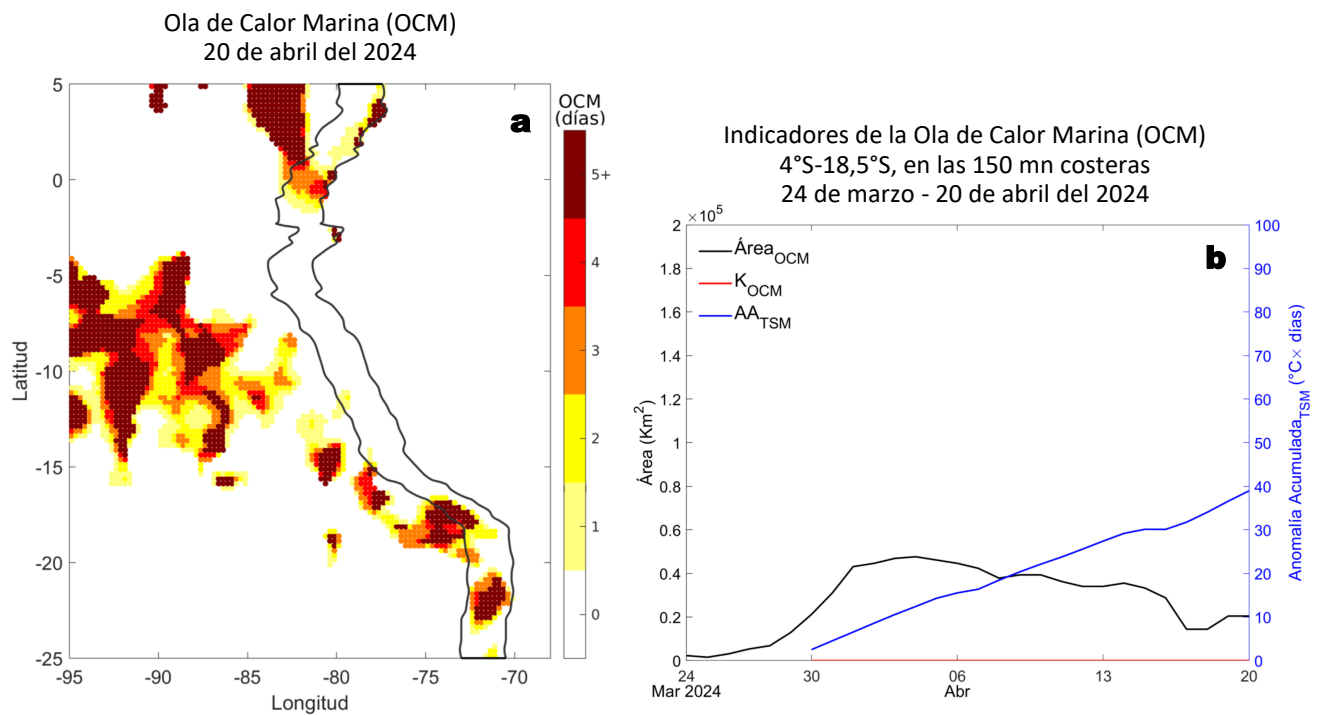 Ola de Calor Marina (OCM)
20 de abril del 2024
a
OCM
(días)
5+
4
3
2
1
0
5
0
-5
-10
-15
-20
-25
Latitud
-95
-90
-85
-80
-75
-70
Longitud
Indicadores de la Ola de Calor Marina (OCM)
4°S-18,5°S, en las 150 mn costeras
24 de marzo - 20 de abril del 2024
×10⁵
b
Área_OCM
K_OCM
AA_TSM
2
1.8
1.6
1.4
1.2
1
0.8
0.6
0.4
0.2
0
Área (Km²)
100
90
80
70
60
50
40
30
20
10
0
Anomalía Acumulada_TSM (°C× días)
24
30
06
13
20
Mar 2024
Abr